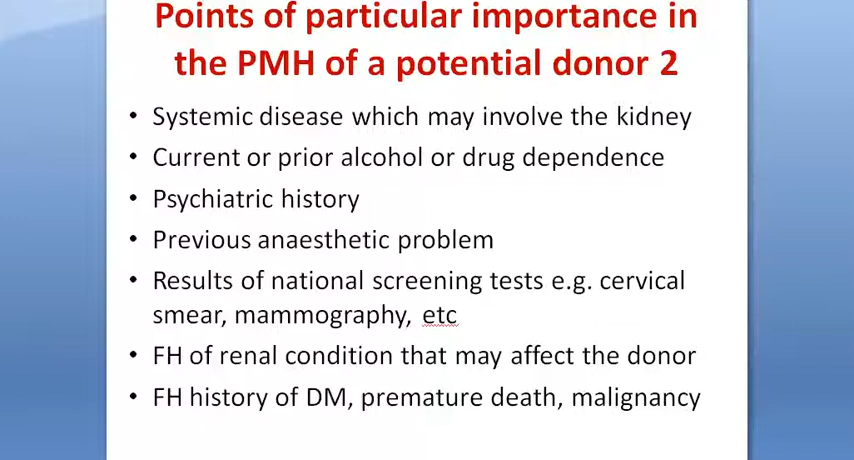 Points of particular importance in
the PMH of a potential donor 2
• Systemic disease which may involve the kidney
• Current or prior alcohol or drug dependence
• Psychiatric history
• Previous anaesthetic problem
• Results of national screening tests e.g. cervical
smear, mammography, etc
• FH of renal condition that may affect the donor
• FH history of DM, premature death, malignancy